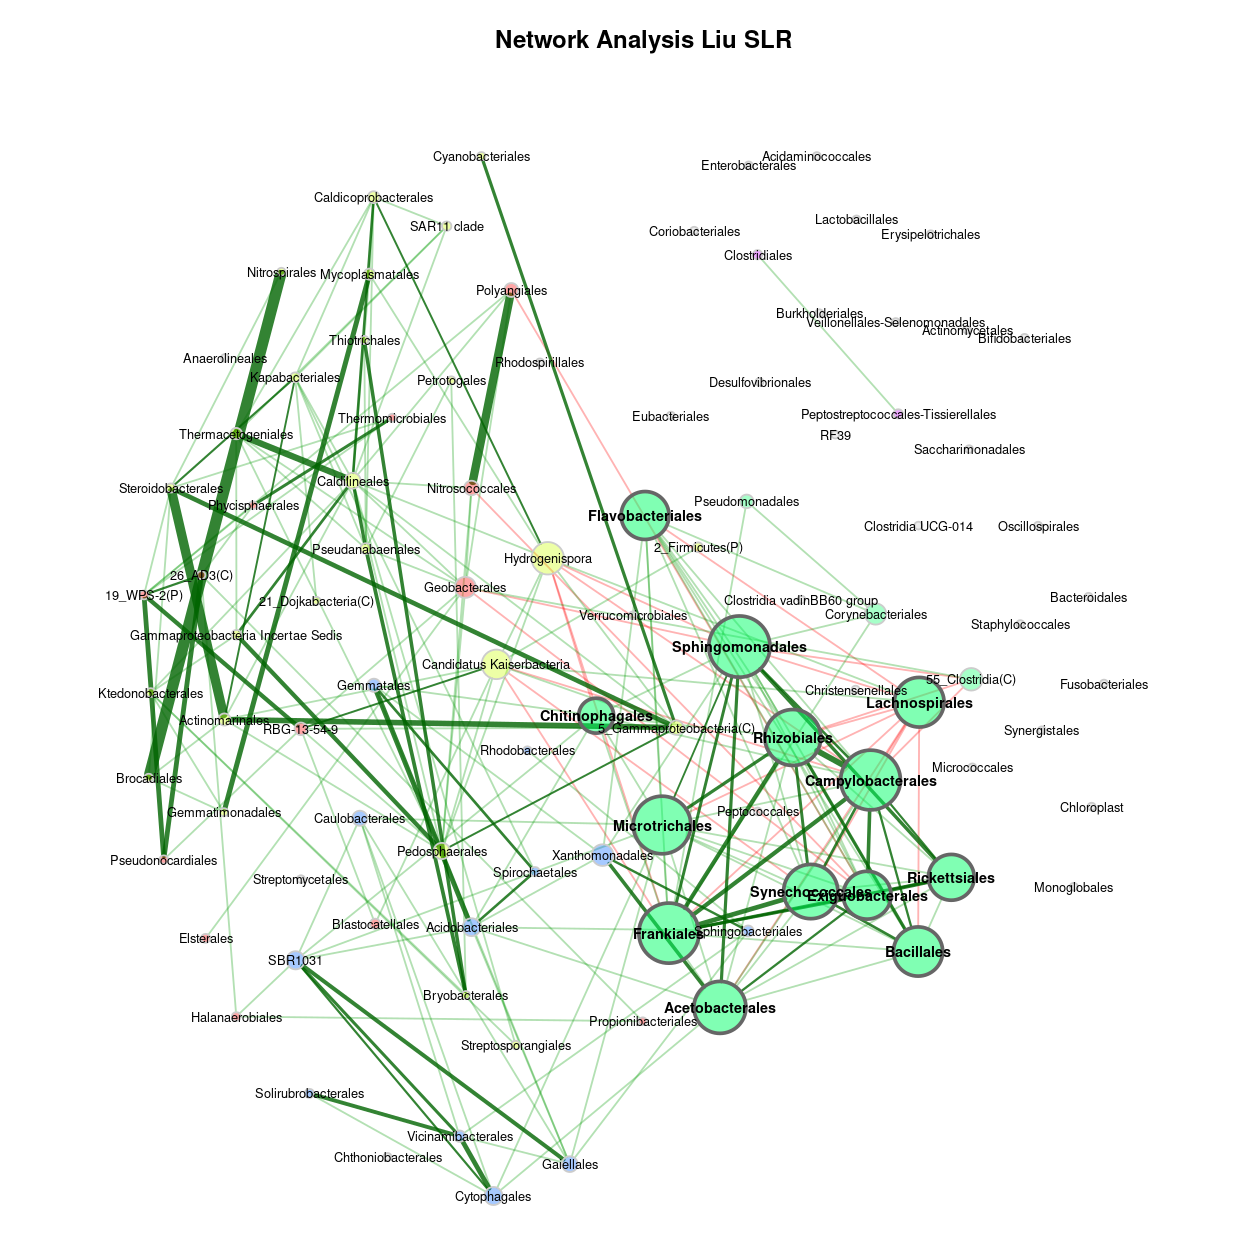 Network Analysis Liu SLR
Cyanobacteriales
Acidaminococcales
Enterobacterales
Caldicoprobacterales
SAR11 clade
Lactobacillales
Coriobacteriales
Erysipelotrichales
Clostridiales
Nitrospirales
Mycoplasmatales
Polyangiales
Burkholderiales
Veillonellales-Selenomonadales
Actinomycetales
Bifidobacteriales
Thiotrichales
Anaerolineales
Rhodospirillales
Kapabacteriales
Petrotogales
Desulfovibrionales
Thermomicrobiales
Eubacteriales
Peptostreptococcales-Tissierellales
Thermacetogeniales
RF39
Saccharimonadales
Steroidobacterales
Caldilineales
Nitrosococcales
Phycisphaerales
Pseudomonadales
Flavobacteriales
Clostridia UCG-014
Oscillospirales
Pseudanabaenales
2_Firmicutes(P)
Hydrogenispora
26_AD3(C)
Geobacterales
19_WPS-2(P)
21_Dojkabacteria(C)
Clostridia vadinBB60 group
Bacteroidales
Verrucomicrobiales
Corynebacteriales
Staphylococcales
Gammaproteobacteria Incertae Sedis
Sphingomonadales
Candidatus Kaiserbacteria
55_Clostridia(C)
Gemmatales
Fusobacteriales
Ktedonobacterales
Christensenellales
Lachnospirales
Actinomarinales
Chitinophagales
RBG-13-54-9
5_Gammaproteobacteria(C)
Synergistales
Rhizobiales
Rhodobacterales
Micrococcales
Brocadiales
Campylobacterales
Chloroplast
Gemmatimonadales
Peptococcales
Caulobacterales
Microtrichales
Pedosphaerales
Xanthomonadales
Pseudonocardiales
Spirochaetales
Streptomycetales
Rickettsiales
Monoglobales
Synechococcales
Exiguobacterales
Blastocatellales
Acidobacteriales
Frankiales
Sphingobacteriales
Elsterales
Bacillales
SBR1031
Bryobacterales
Acetobacterales
Halanaerobiales
Propionibacteriales
Streptosporangiales
Solirubrobacterales
Vicinamibacterales
Chthoniobacterales
Gaiellales
Cytophagales